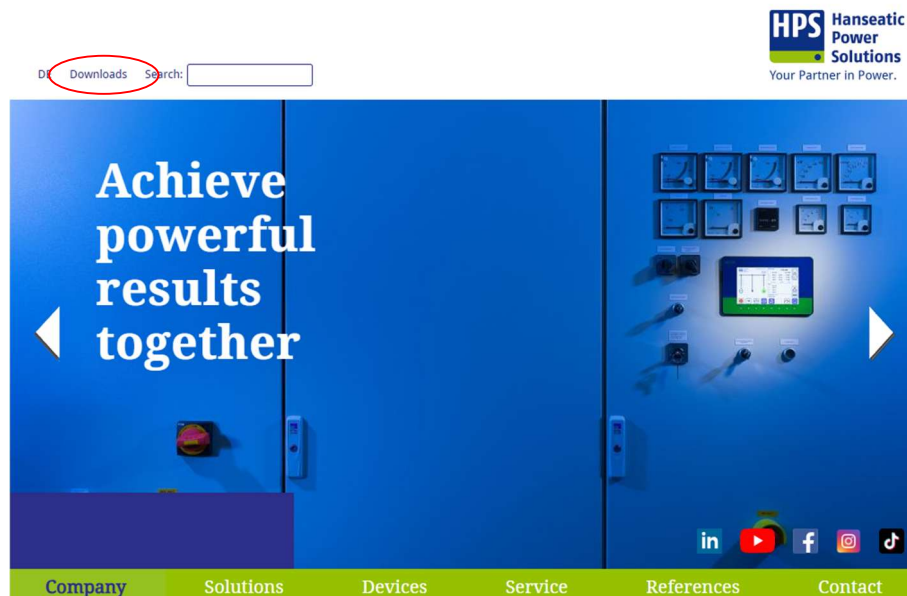 HPS Hanseatic
Power
Solutions
Your Partner in Power.
DE Downloads Search:
Achieve
powerful
results
together
Company Solutions Devices Service References Contact